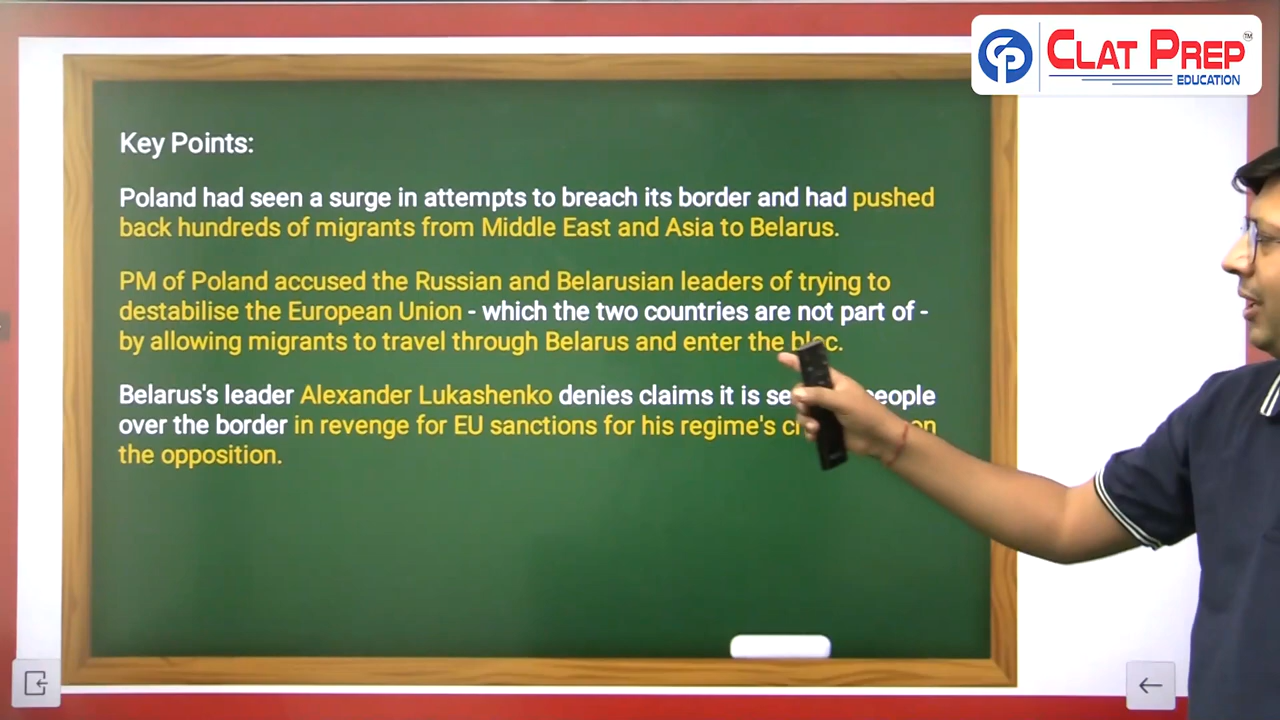 CLAT PREP™
EDUCATION
Key Points:
Poland had seen a surge in attempts to breach its border and had pushed
back hundreds of migrants from Middle East and Asia to Belarus.
PM of Poland accused the Russian and Belarusian leaders of trying to
destabilise the European Union - which the two countries are not part of -
by allowing migrants to travel through Belarus and enter the bloc.
Belarus's leader Alexander Lukashenko denies claims it is people
over the border in revenge for EU sanctions for his regime's on
the opposition.